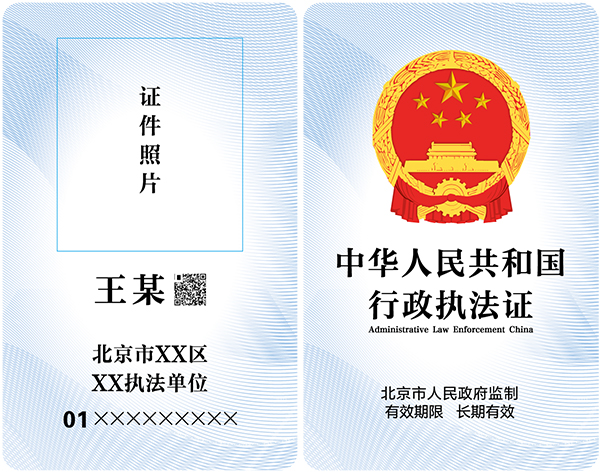 证件照片
王某
北京市XX区
XX执法单位
01×××××××××
中华人民共和国
行政执法证
Administrative Law Enforcement China
北京市人民政府监制
有效期限 长期有效